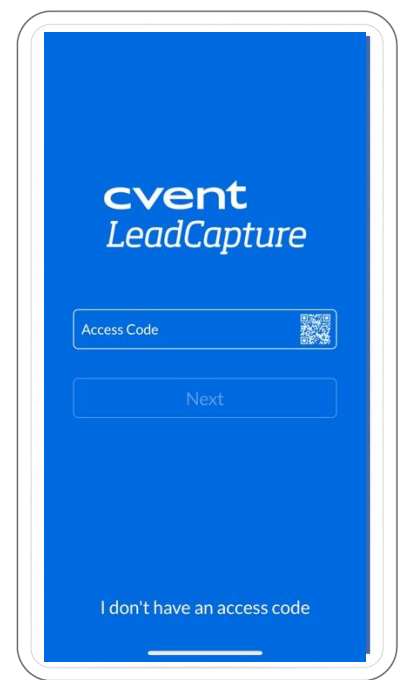 cvent
LeadCapture
Access Code
Next
I don't have an access code